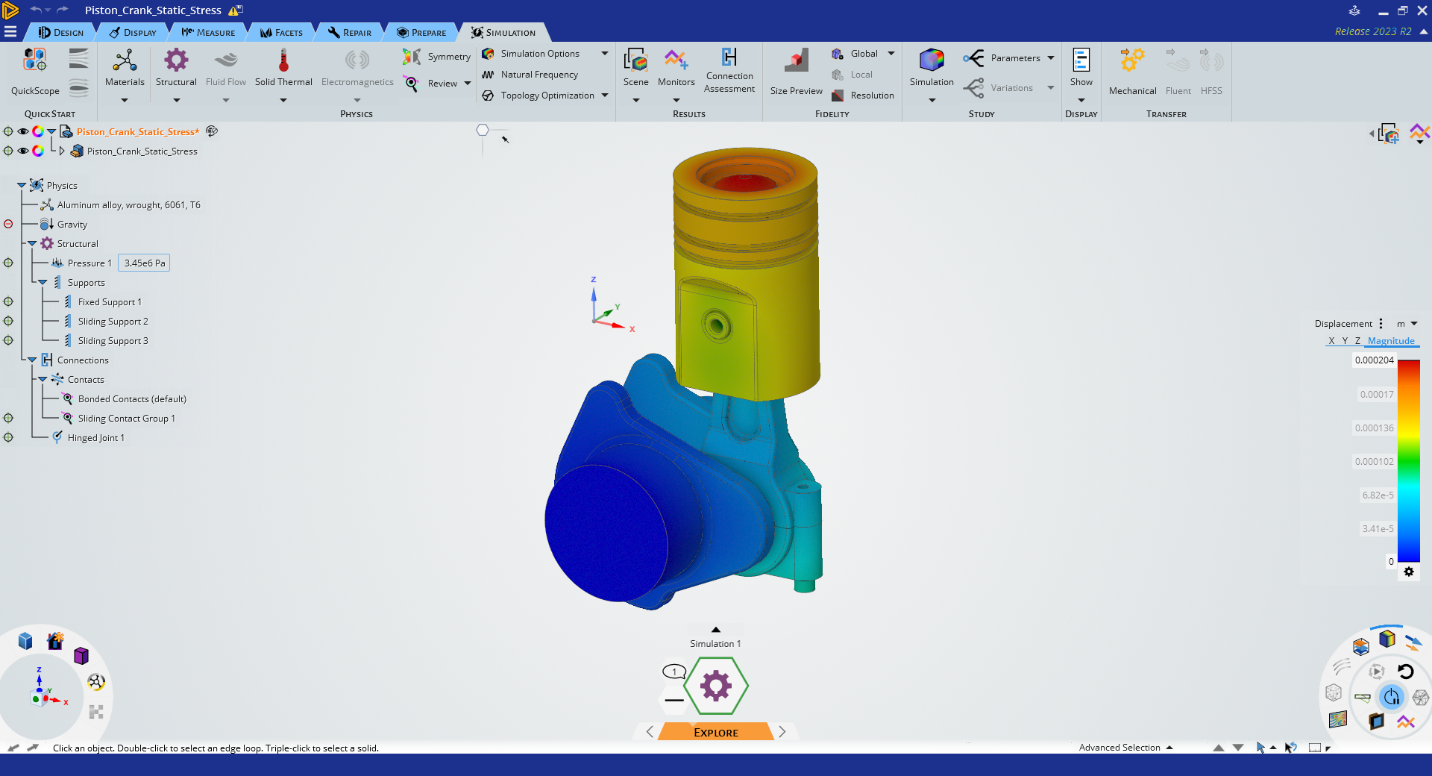 Piston_Crank_Static_Stress
Design
Display
Measure
Facets
Repair
Prepare
Simulation
Release 2023 R2
QuickScope
Quick Start
Materials
Structural
Fluid Flow
Solid Thermal
Electromagnetics
Symmetry
Review
Simulation Options
Natural Frequency
Topology Optimization
Physics
Scene
Monitors
Connection
Assessment
Results
Size Preview
Global
Local
Resolution
Fidelity
Simulation
Parameters
Variations
Study
Show
Display
Mechanical
Fluent
HFSS
Transfer
Piston_Crank_Static_Stress*
Piston_Crank_Static_Stress
Physics
Aluminum alloy, wrought, 6061, T6
Gravity
Structural
Pressure 1 3.45e6 Pa
Supports
Fixed Support 1
Sliding Support 2
Sliding Support 3
Connections
Contacts
Bonded Contacts (default)
Sliding Contact Group 1
Hinged Joint 1
Z
Y
X
Displacement m
X Y Z Magnitude
0.000204
0.00017
0.000136
0.000102
6.82e-5
3.41e-5
0
Z
Y
X
Simulation 1
1
Explore
Click an object. Double-click to select an edge loop. Triple-click to select a solid.
Advanced Selection